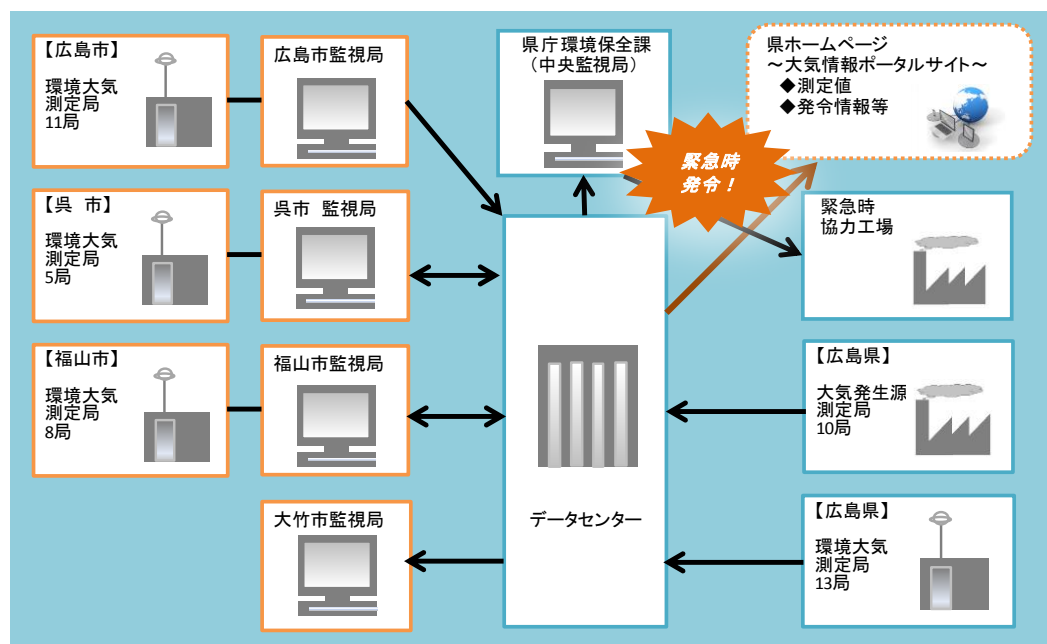 【広島市】
環境大気
測定局
11局
広島市監視局
県庁環境保全課
(中央監視局)
県ホームページ
～大気情報ポータルサイト～
◆測定値
◆発令情報等
緊急時
発令！
【呉 市】
環境大気
測定局
5局
呉市 監視局
緊急時
協力工場
【福山市】
環境大気
測定局
8局
福山市監視局
【広島県】
大気発生源
測定局
10局
大竹市監視局
データセンター
【広島県】
環境大気
測定局
13局